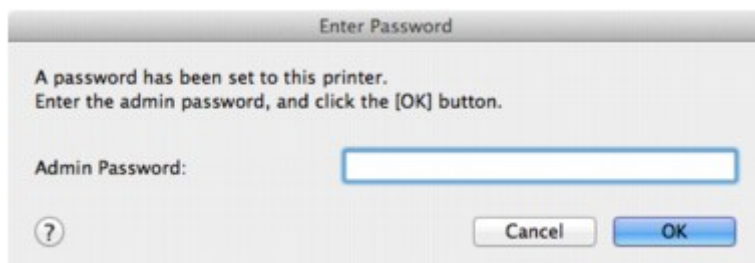 Enter Password
A password has been set to this printer.
Enter the admin password, and click the [OK] button.
Admin Password:
?
Cancel
OK